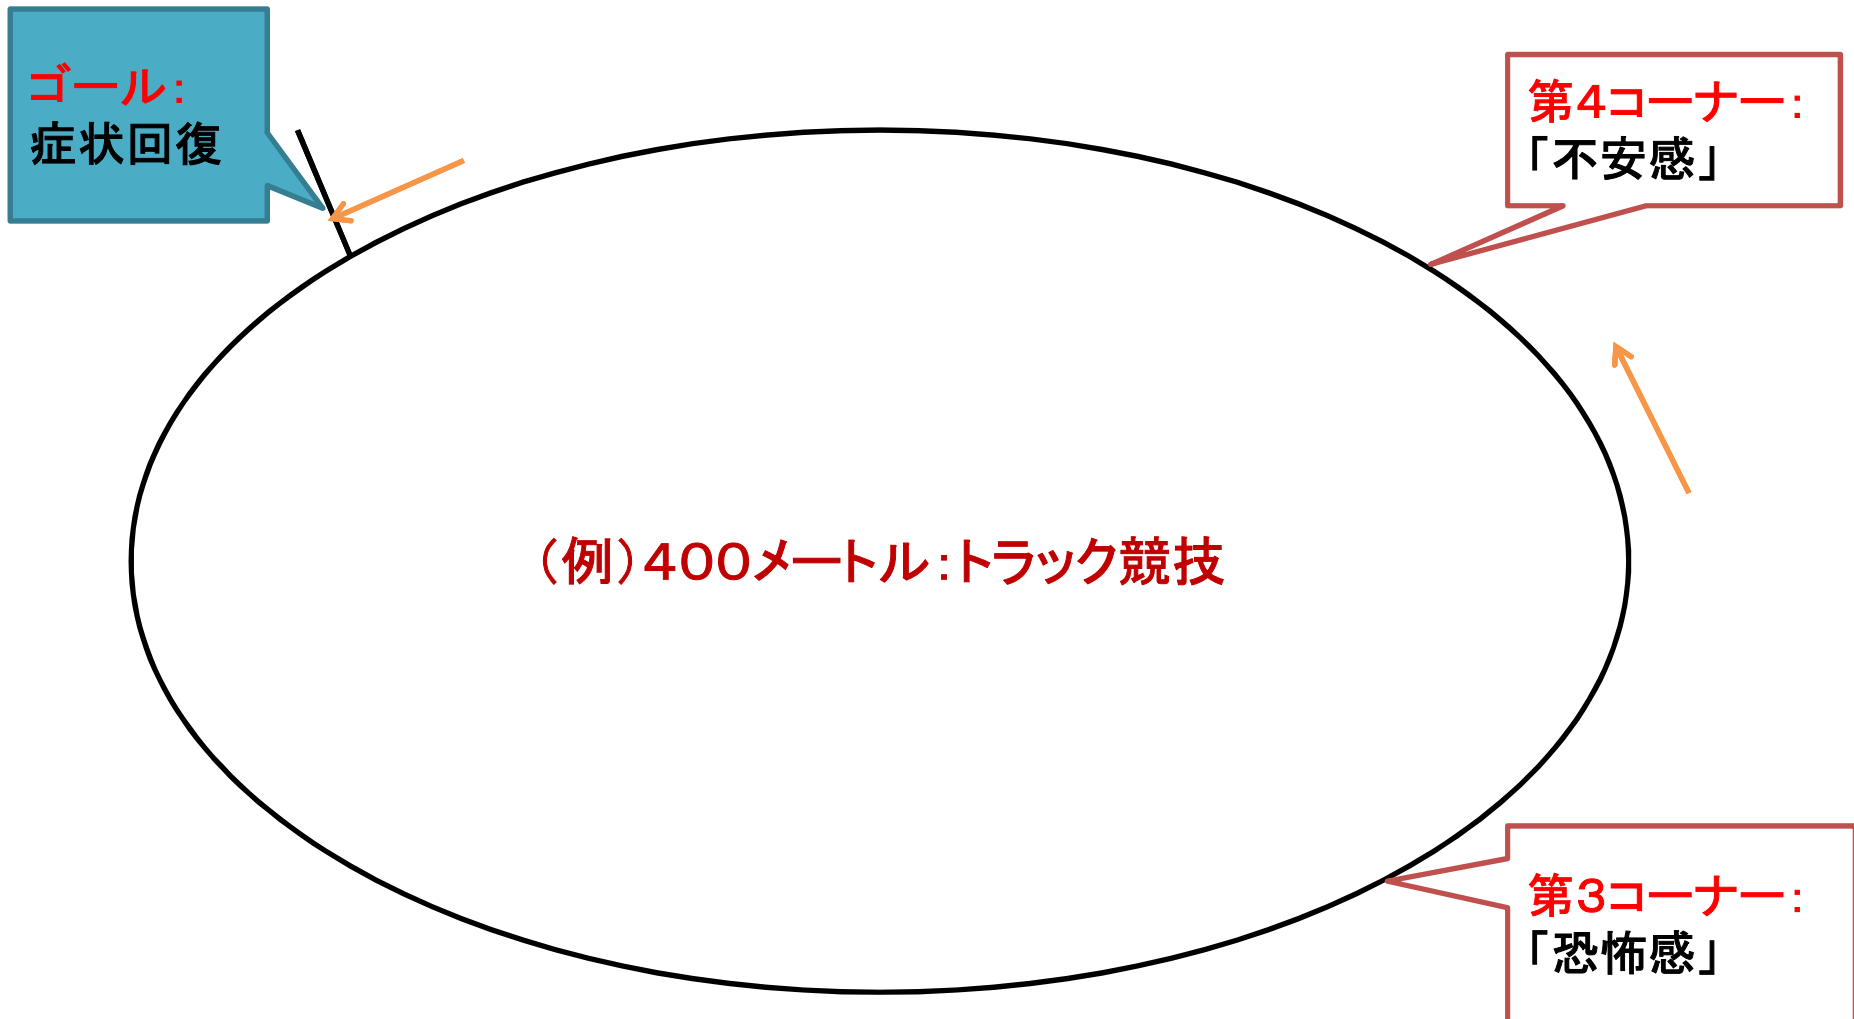 ゴール：
症状回復
第４コーナー：
「不安感」
（例）４００メートル：トラック競技
第３コーナー：
「恐怖感」